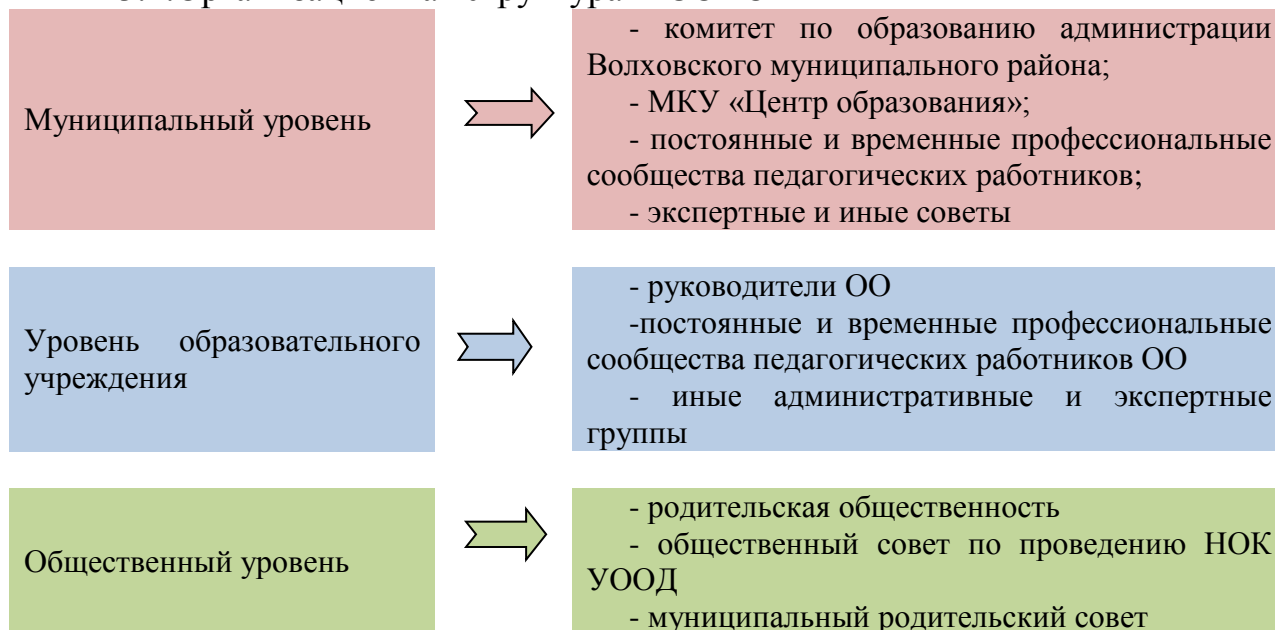 - комитет по образованию администрации
Волховского муниципального района;
- МКУ «Центр образования»;
- постоянные и временные профессиональные
сообщества педагогических работников;
- экспертные и иные советы
Муниципальный уровень
- руководители ОО
-постоянные и временные профессиональные
сообщества педагогических работников ОО
- иные административные и экспертные
группы
Уровень образовательного
учреждения
- родительская общественность
- общественный совет по проведению НОК
УООД
- муниципальный родительский совет
Общественный уровень